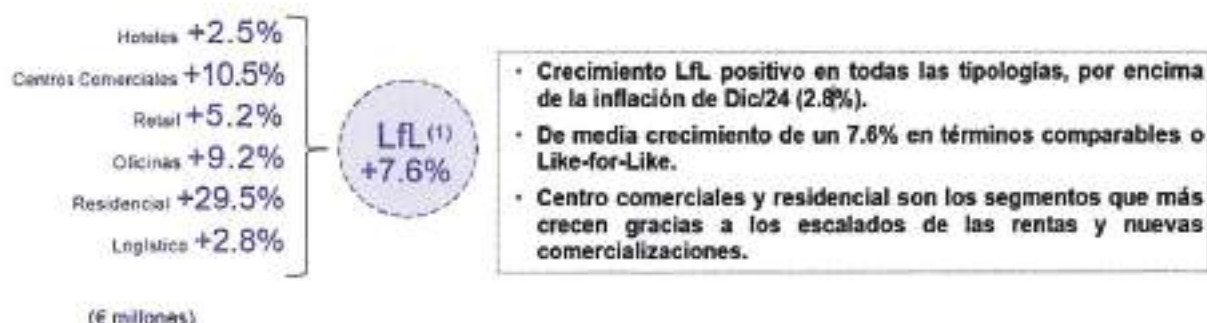 Hoteles +2.5%
Centros Comerciales +10.5%
Retail +5.2%
Oficinas +9.2%
Residencial +29.5%
Logístico +2.8%
LfL(1)
+7.6%
• Crecimiento LfL positivo en todas las tipologías, por encima
de la inflación de Dic/24 (2.8%).
• De media crecimiento de un 7.6% en términos comparables o
Like-for-Like.
• Centro comerciales y residencial son los segmentos que más
crecen gracias a los escalados de las rentas y nuevas
comercializaciones.
(€ millones)